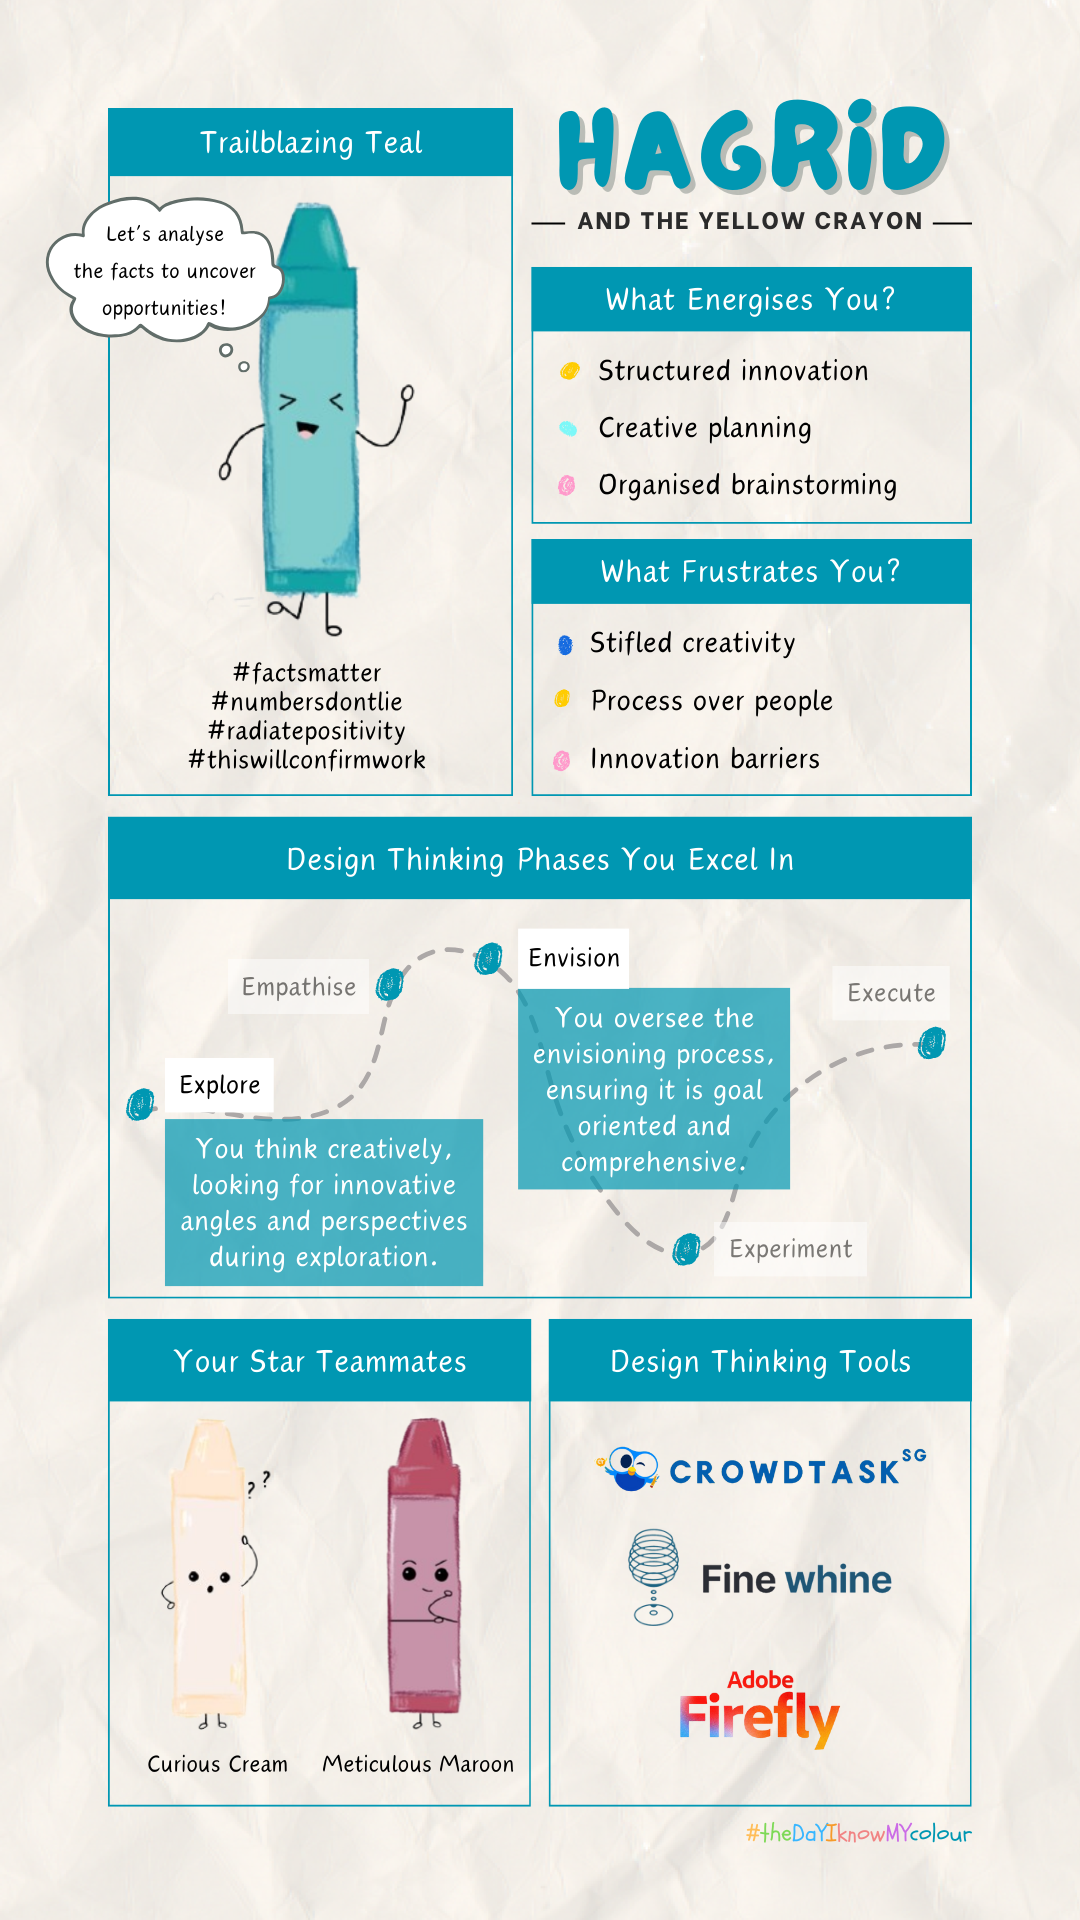 Trailblazing Teal
Let's analyse
the facts to uncover
opportunities!
#factsmatter
#numbersdontlie
#radiatepositivity
#thiswillconfirmwork
HAGRiD
AND THE YELLOW CRAYON
What Energises You?
Structured innovation
Creative planning
Organised brainstorming
What Frustrates You?
Stifled creativity
Process over people
Innovation barriers
Design Thinking Phases You Excel In
Explore
You think creatively,
looking for innovative
angles and perspectives
during exploration.
Empathise
Envision
You oversee the
envisioning process,
ensuring it is goal
oriented and
comprehensive.
Experiment
Execute
Your Star Teammates
? ?
Curious Cream
Meticulous Maroon
Design Thinking Tools
CROWDTASK SG
Fine whine
Adobe
Firefly
#theDaYIknowMYcolour